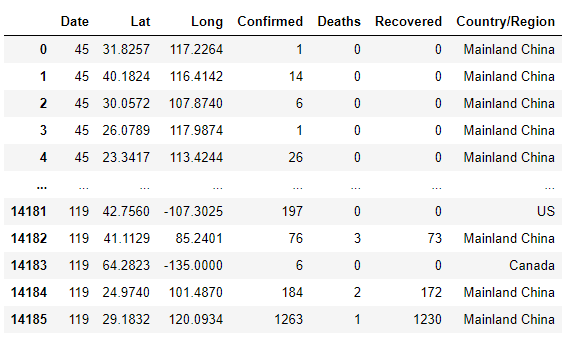 Date Lat Long Confirmed Deaths Recovered Country/Region
0 45 31.8257 117.2264 1 0 0 Mainland China
1 45 40.1824 116.4142 14 0 0 Mainland China
2 45 30.0572 107.8740 6 0 0 Mainland China
3 45 26.0789 117.9874 1 0 0 Mainland China
4 45 23.3417 113.4244 26 0 0 Mainland China
... ... ... ... ... ... ... ...
14181 119 42.7560 -107.3025 197 0 0 US
14182 119 41.1129 85.2401 76 3 73 Mainland China
14183 119 64.2823 -135.0000 6 0 0 Canada
14184 119 24.9740 101.4870 184 2 172 Mainland China
14185 119 29.1832 120.0934 1263 1 1230 Mainland China